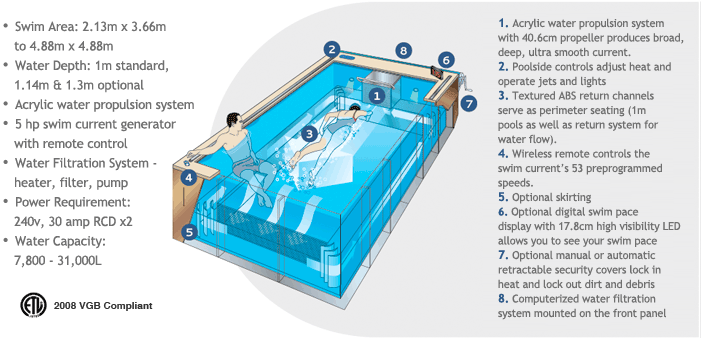 • Swim Area: 2.13m x 3.66m
to 4.88m x 4.88m
• Water Depth: 1m standard,
1.14m & 1.3m optional
• Acrylic water propulsion system
• 5 hp swim current generator
with remote control
• Water Filtration System -
heater, filter, pump
• Power Requirement:
240v, 30 amp RCD x2
• Water Capacity:
7,800 - 31,000L
ETL
2008 VGB Compliant
8
2
6
1
7
3
4
5
1. Acrylic water propulsion system
with 40.6cm propeller produces broad,
deep, ultra smooth current.
2. Poolside controls adjust heat and
operate jets and lights
3. Textured ABS return channels
serve as perimeter seating (1m
pools as well as return system for
water flow).
4. Wireless remote controls the
swim current's 53 preprogrammed
speeds.
5. Optional skirting
6. Optional digital swim pace
display with 17.8cm high visibility LED
allows you to see your swim pace
7. Optional manual or automatic
retractable security covers lock in
heat and lock out dirt and debris
8. Computerized water filtration
system mounted on the front panel